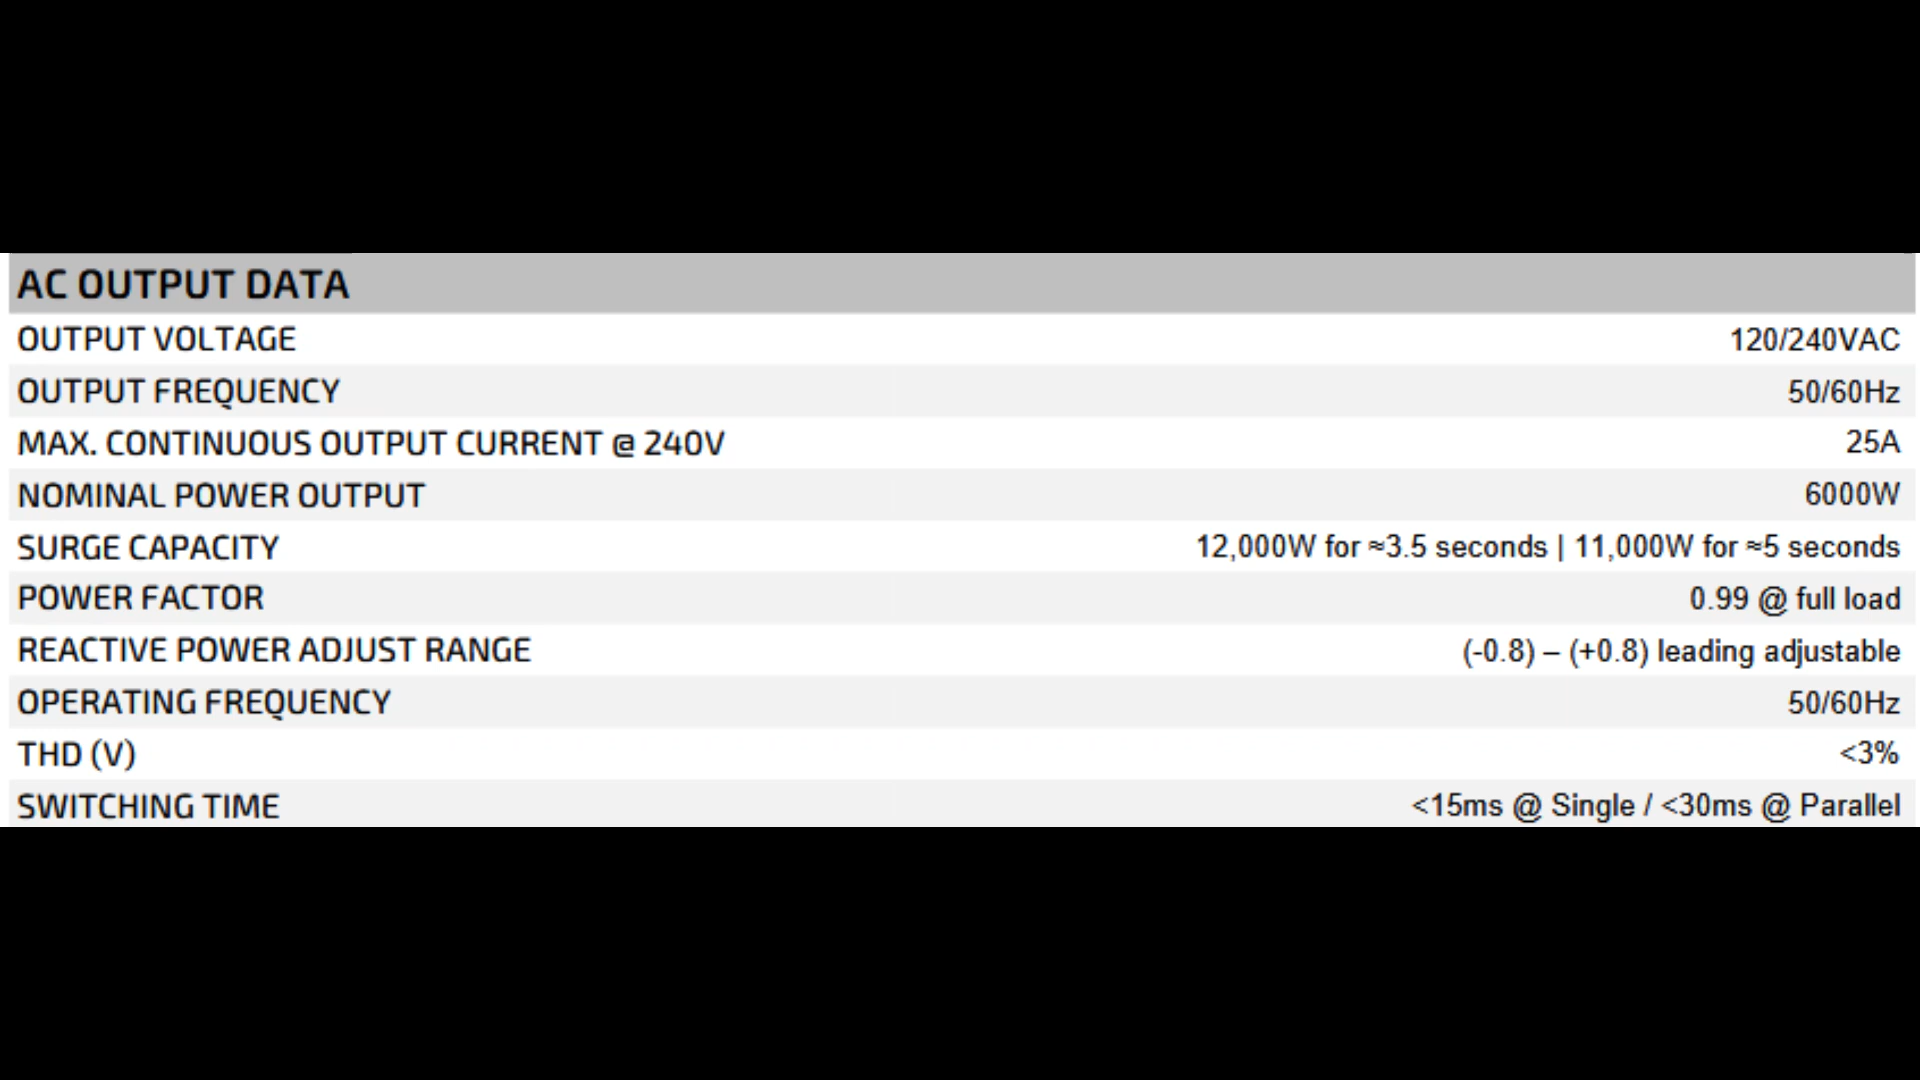 AC OUTPUT DATA
OUTPUT VOLTAGE 120/240VAC
OUTPUT FREQUENCY 50/60Hz
MAX. CONTINUOUS OUTPUT CURRENT @ 240V 25A
NOMINAL POWER OUTPUT 6000W
SURGE CAPACITY 12,000W for ≈3.5 seconds | 11,000W for ≈5 seconds
POWER FACTOR 0.99 @ full load
REACTIVE POWER ADJUST RANGE (-0.8) – (+0.8) leading adjustable
OPERATING FREQUENCY 50/60Hz
THD (V) <3%
SWITCHING TIME <15ms @ Single / <30ms @ Parallel